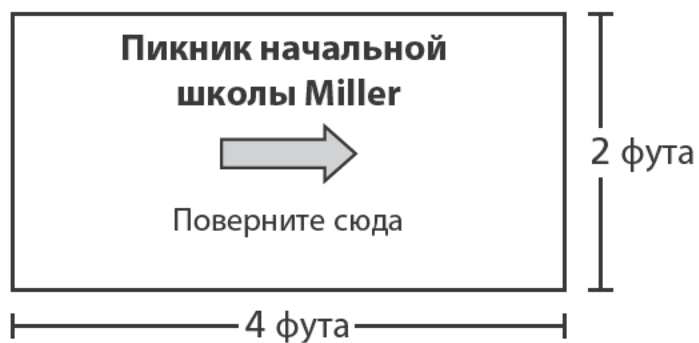 Пикник начальной
школы Miller
Поверните сюда
2 фута
4 фута